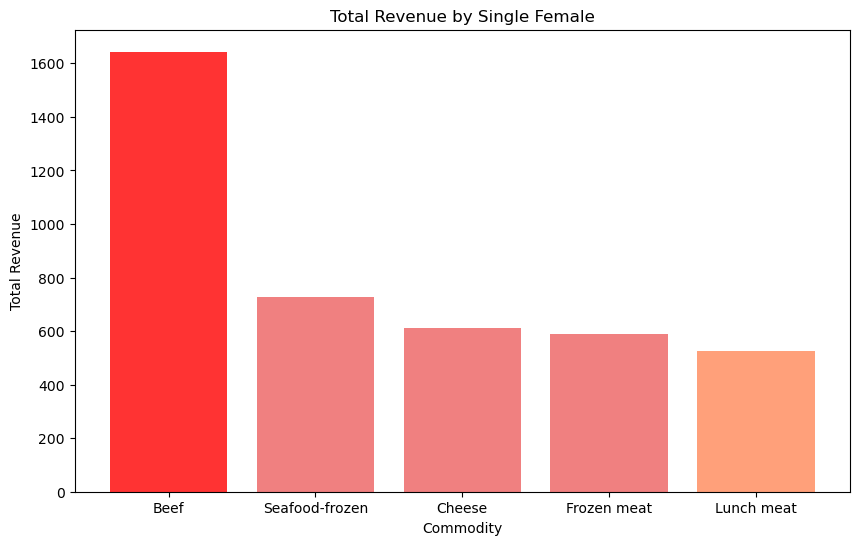 Total Revenue by Single Female
Total Revenue
1600
1400
1200
1000
800
600
400
200
0
Beef Seafood-frozen Cheese Frozen meat Lunch meat
Commodity